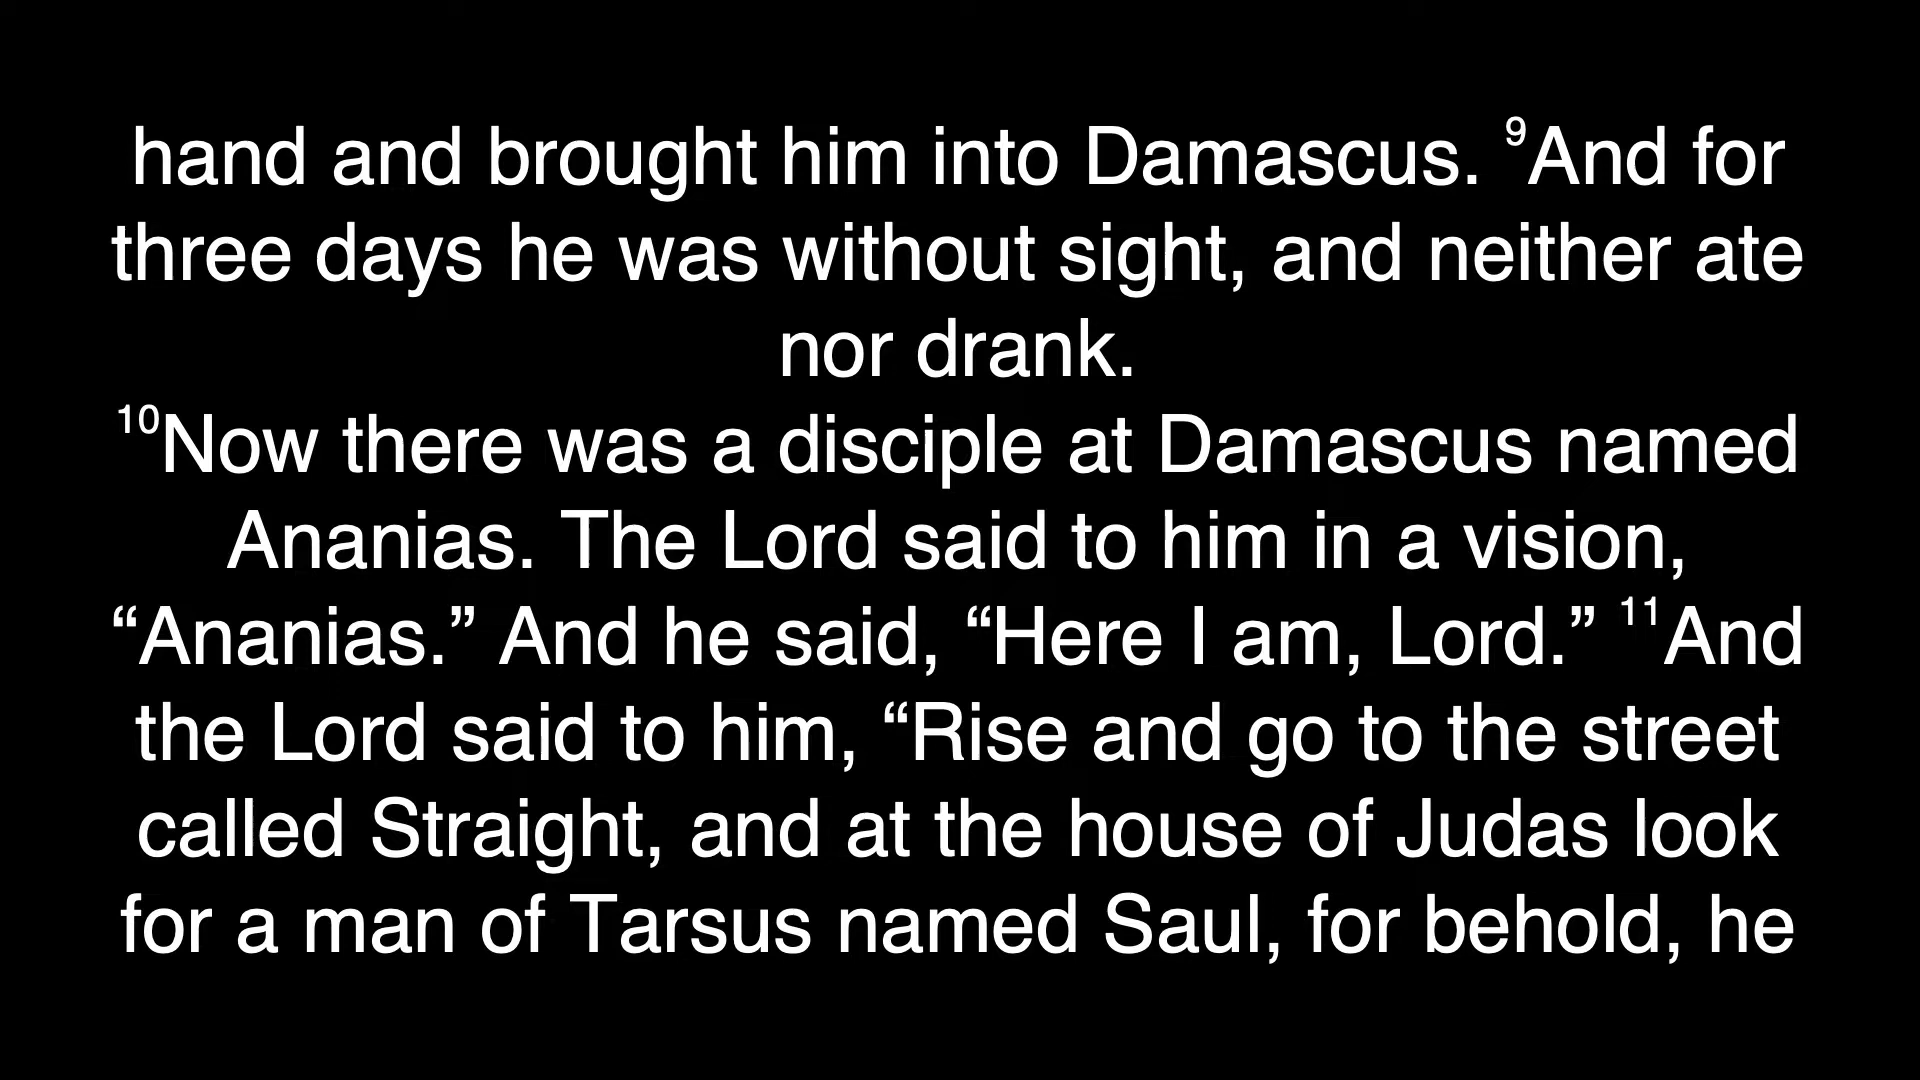 hand and brought him into Damascus. ⁹And for
three days he was without sight, and neither ate
nor drank.
¹⁰Now there was a disciple at Damascus named
Ananias. The Lord said to him in a vision,
“Ananias.” And he said, “Here I am, Lord.” ¹¹And
the Lord said to him, “Rise and go to the street
called Straight, and at the house of Judas look
for a man of Tarsus named Saul, for behold, he